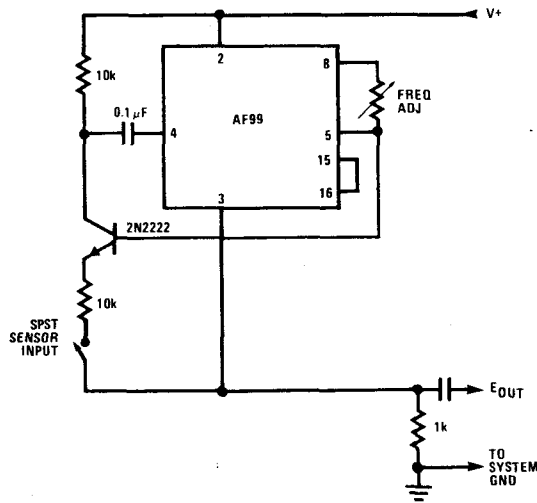 V+
2
8
10k
0.1 µF
FREQ
ADJ
4
AF99
5
15
16
3
2N2222
10k
SPST
SENSOR
INPUT
EOUT
1k
TO
SYSTEM
GND